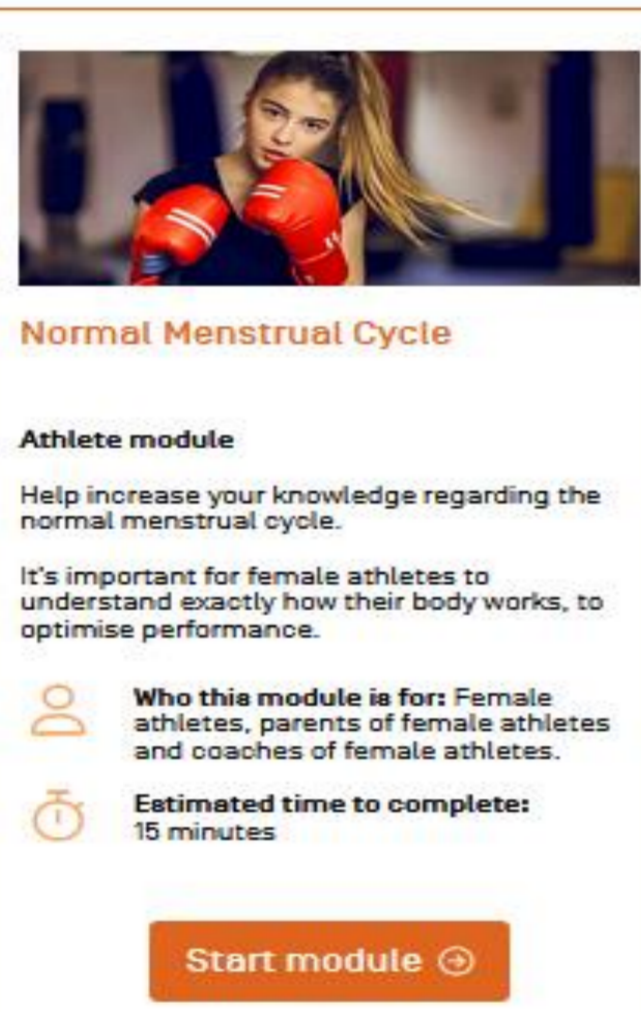 Normal Menstrual Cycle
Athlete module
Help increase your knowledge regarding the
normal menstrual cycle.
It's important for female athletes to
understand exactly how their body works, to
optimise performance.
Who this module is for: Female
athletes, parents of female athletes
and coaches of female athletes.
Estimated time to complete:
15 minutes
Start module